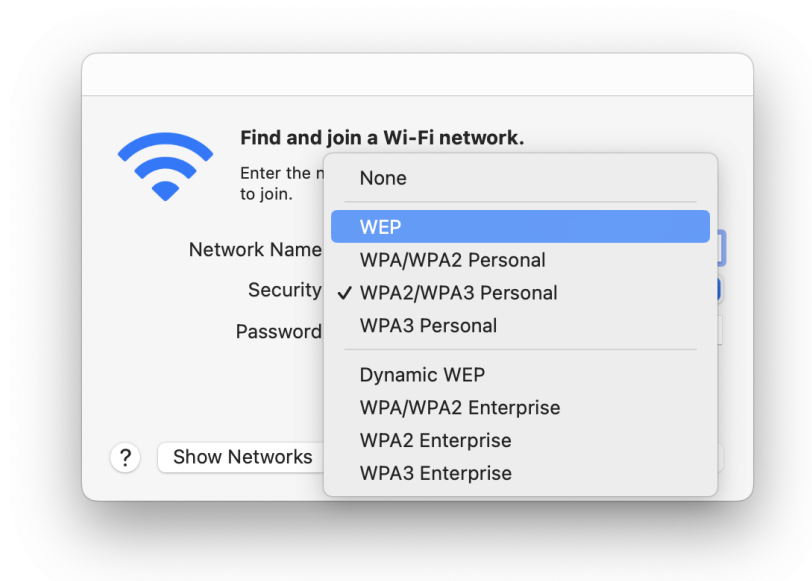 Find and join a Wi-Fi network.
Enter the n
to join.
Network Name
Security
Password
None
WEP
WPA/WPA2 Personal
✓ WPA2/WPA3 Personal
WPA3 Personal
Dynamic WEP
WPA/WPA2 Enterprise
WPA2 Enterprise
WPA3 Enterprise
? Show Networks